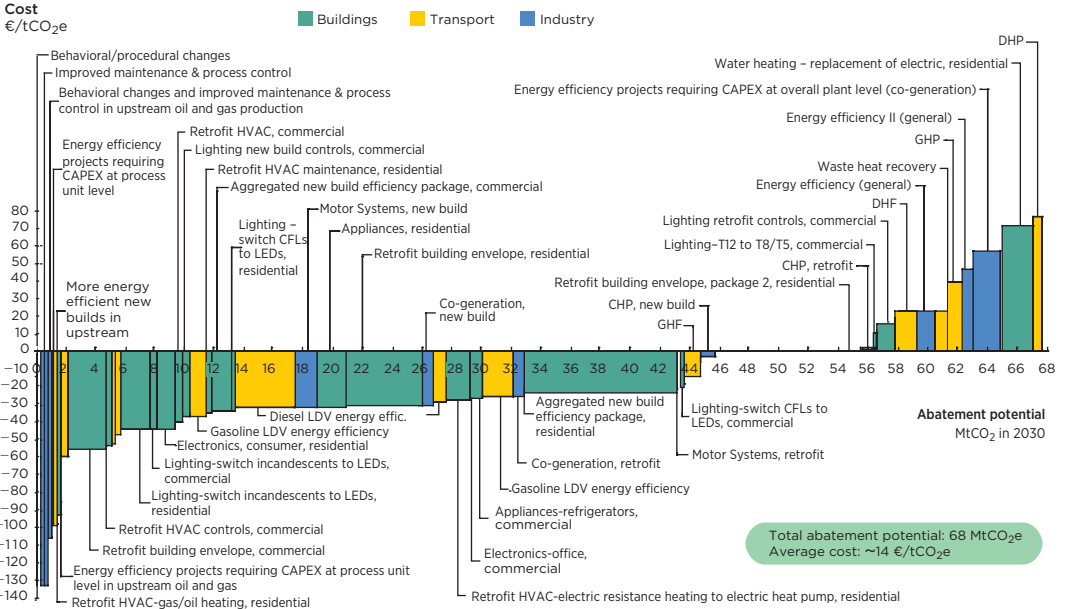 Cost
€/tCO2e
Buildings
Transport
Industry
Behavioral/procedural changes
Improved maintenance & process control
Behavioral changes and improved maintenance & process
control in upstream oil and gas production
Energy efficiency
projects requiring
CAPEX at process
unit level
More energy
efficient new
builds in
upstream
Retrofit HVAC, commercial
Lighting new build controls, commercial
Retrofit HVAC maintenance, residential
Aggregated new build efficiency package, commercial
Lighting –
switch CFLs
to LEDs,
residential
Motor Systems, new build
Appliances, residential
Retrofit building envelope, residential
Co-generation,
new build
DHP
Water heating – replacement of electric, residential
Energy efficiency projects requiring CAPEX at overall plant level (co-generation)
Energy efficiency II (general)
GHP
Waste heat recovery
Energy efficiency (general)
DHF
Lighting retrofit controls, commercial
Lighting–T12 to T8/T5, commercial
CHP, retrofit
Retrofit building envelope, package 2, residential
CHP, new build
GHF
80
70
60
50
40
30
20
10
0
–10
–20
–30
–40
–50
–60
–70
–80
–90
–100
–110
–120
–130
–140
0 2 4 6 8 10 12 14 16 18 20 22 24 26 28 30 32 34 36 38 40 42 44 46 48 50 52 54 56 58 60 62 64 66 68
Diesel LDV energy effic.
Gasoline LDV energy efficiency
Electronics, consumer, residential
Lighting-switch incandescents to LEDs,
commercial
Lighting-switch incandescents to LEDs,
residential
Retrofit HVAC controls, commercial
Retrofit building envelope, commercial
Energy efficiency projects requiring CAPEX at process unit
level in upstream oil and gas
Retrofit HVAC-gas/oil heating, residential
Aggregated new build
efficiency package,
residential
Co-generation, retrofit
Gasoline LDV energy efficiency
Appliances-refrigerators,
commercial
Electronics-office,
commercial
Retrofit HVAC-electric resistance heating to electric heat pump, residential
Lighting-switch CFLs to
LEDs, commercial
Motor Systems, retrofit
Abatement potential
MtCO2 in 2030
Total abatement potential: 68 MtCO2e
Average cost: ~14 €/tCO2e